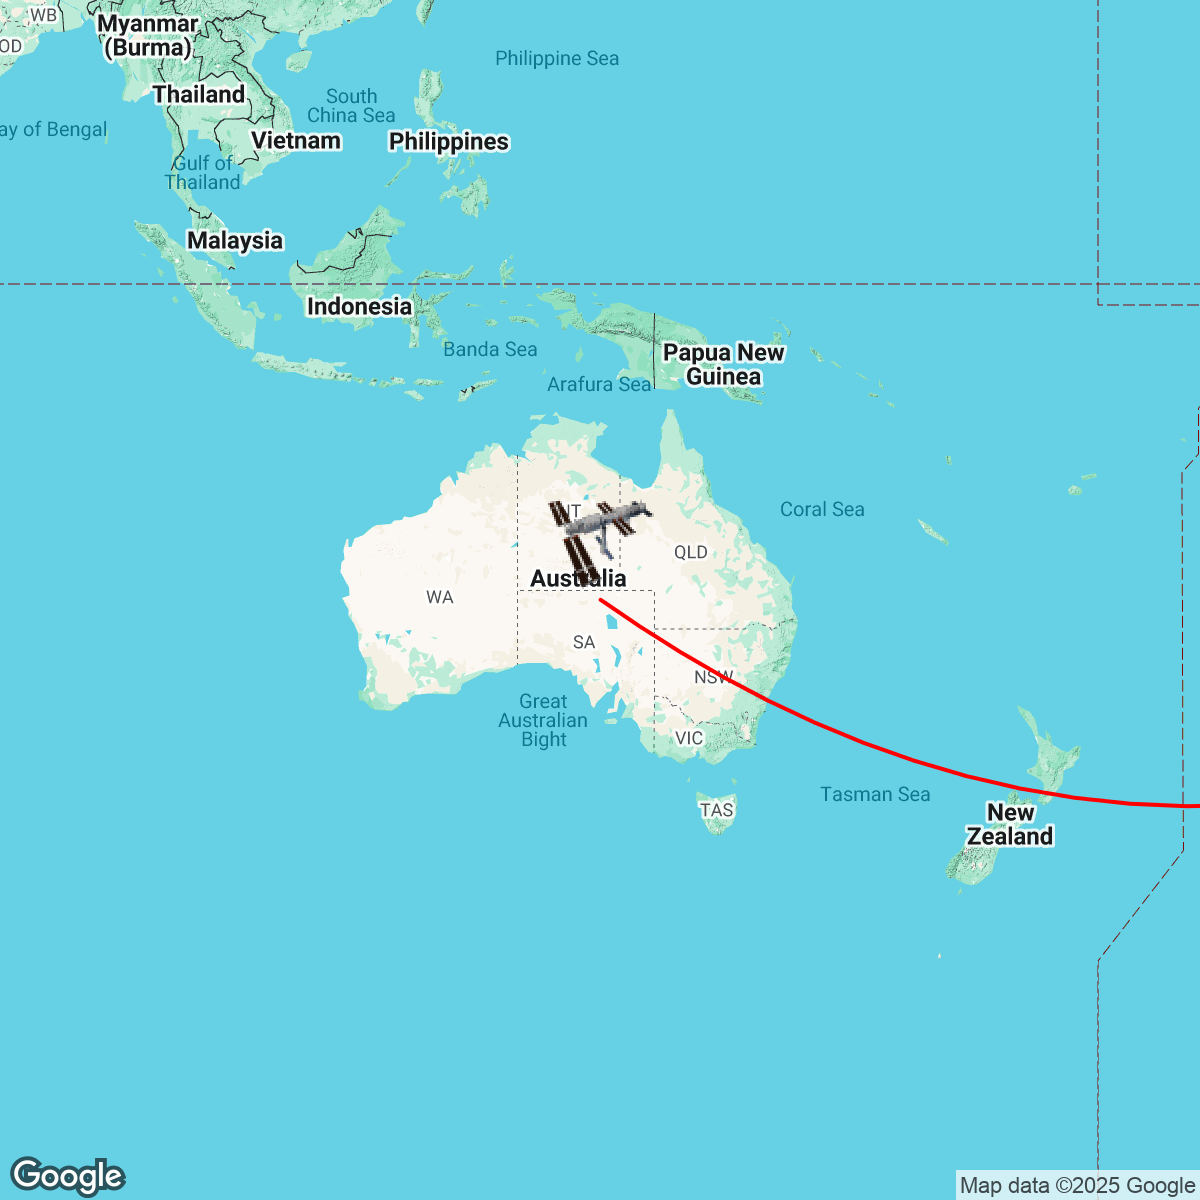 WB
Myanmar
(Burma)
OD
Philippine Sea
Thailand
South
China Sea
ay of Bengal
Vietnam
Philippines
Gulf of
Thailand
Malaysia
Indonesia
Banda Sea
Papua New
Guinea
Arafura Sea
NT
Coral Sea
QLD
Australia
WA
SA
NSW
Great
Australian
Bight
VIC
Tasman Sea
TAS
New
Zealand
Google
Map data ©2025 Google